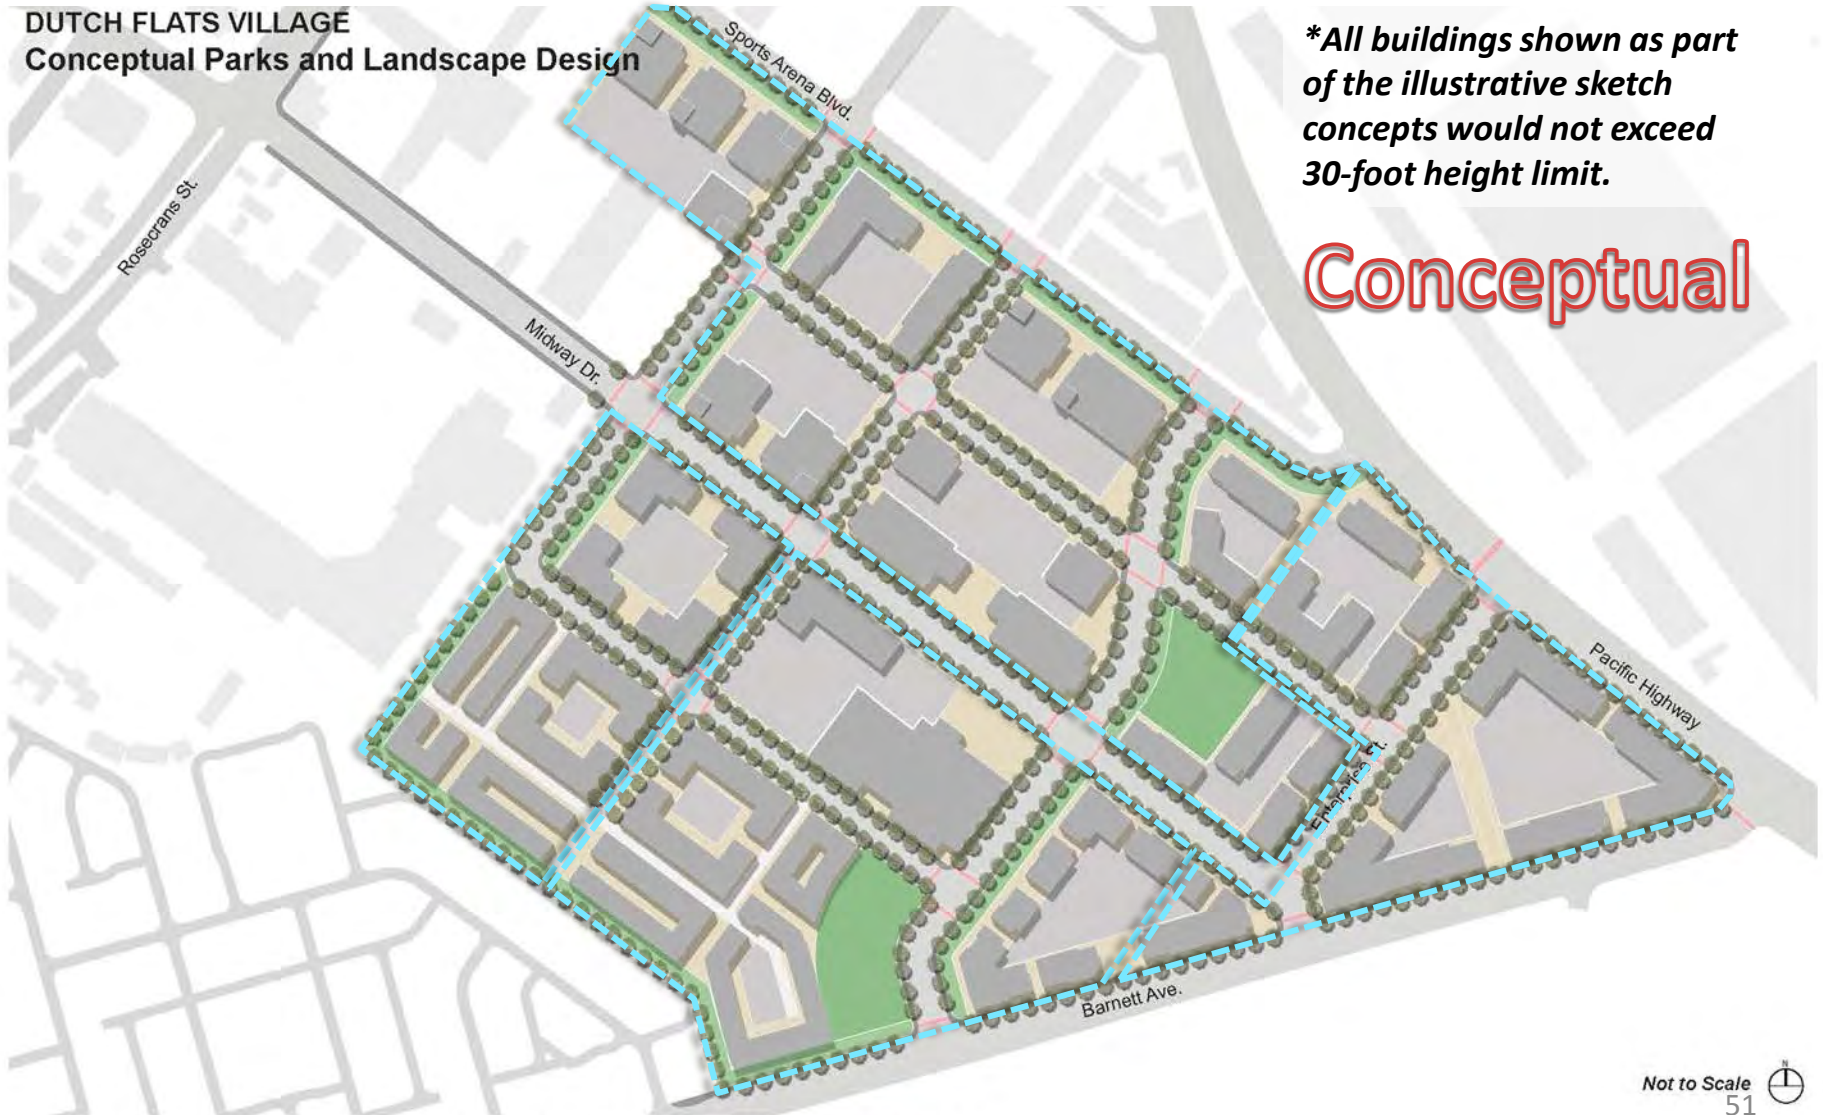 DUTCH FLATS VILLAGE
Conceptual Parks and Landscape Design
*All buildings shown as part
of the illustrative sketch
concepts would not exceed
30-foot height limit.
Conceptual
Sports Arena Blvd.
Rosecrans St.
Midway Dr.
Pacific Highway
Enterprise St.
Barnett Ave.
N
Not to Scale
51